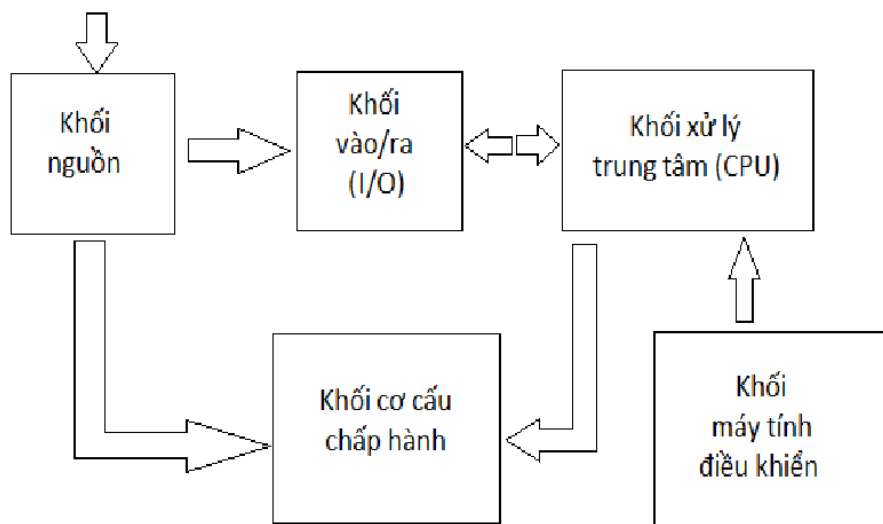 Khối
nguồn
Khối
vào/ra
(I/O)
Khối xử lý
trung tâm (CPU)
Khối cơ cấu
chấp hành
Khối
máy tính
điều khiển